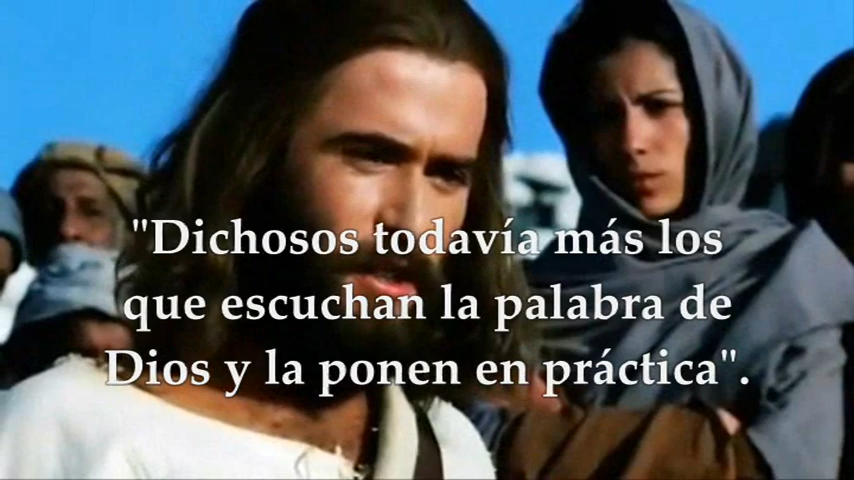 "Dichosos todavía más los
que escuchan la palabra de
Dios y la ponen en práctica".